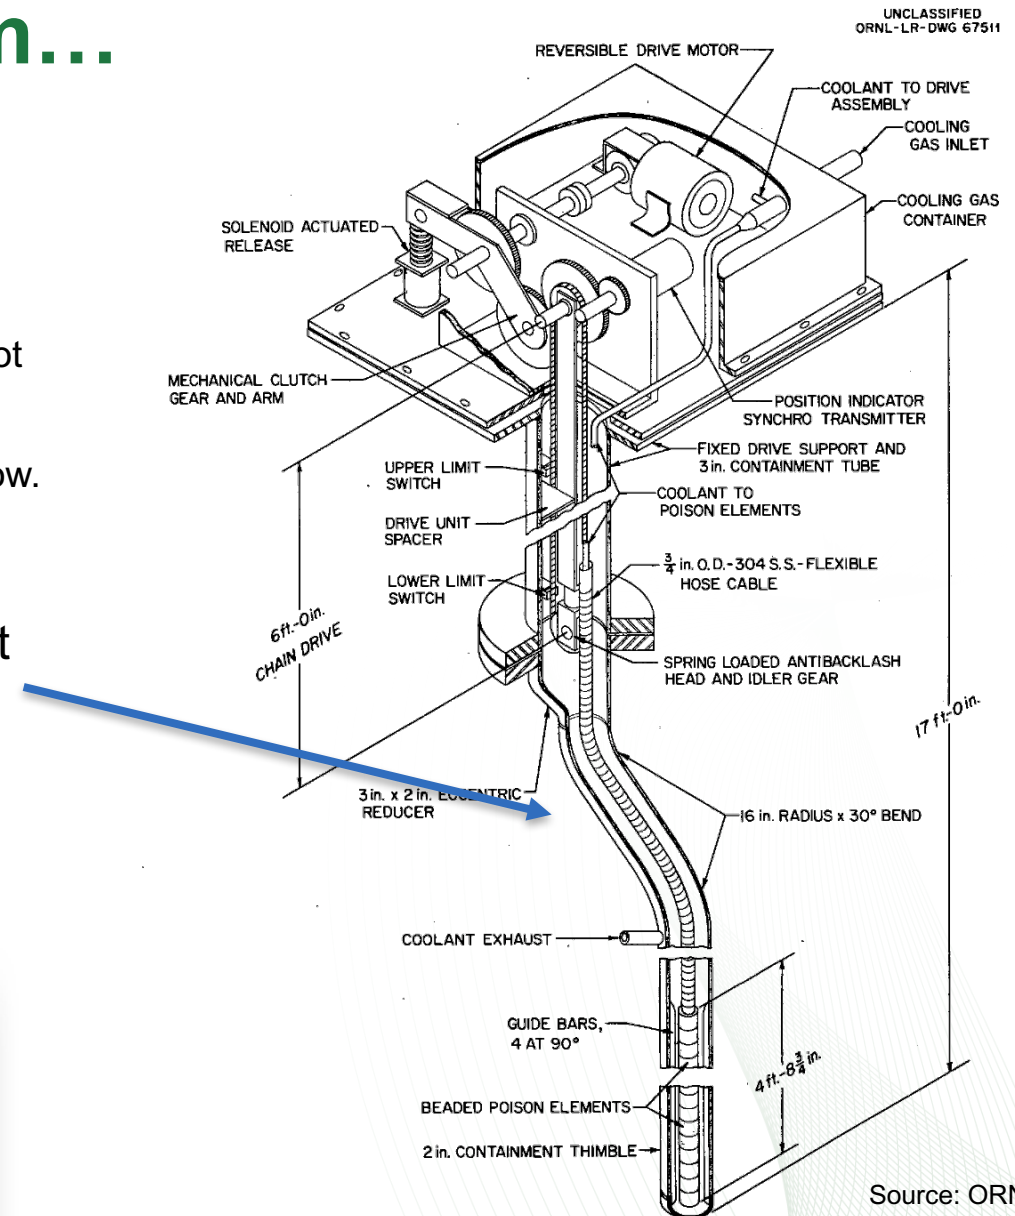 m...
UNCLASSIFIED
ORNL-LR-DWG 67511
REVERSIBLE DRIVE MOTOR
COOLANT TO DRIVE
ASSEMBLY
COOLING
GAS INLET
COOLING GAS
CONTAINER
SOLENOID ACTUATED
RELEASE
ot
MECHANICAL CLUTCH
GEAR AND ARM
POSITION INDICATOR
SYNCHRO TRANSMITTER
FIXED DRIVE SUPPORT AND
3 in. CONTAINMENT TUBE
ow.
UPPER LIMIT
SWITCH
COOLANT TO
POISON ELEMENTS
DRIVE UNIT
SPACER
3/4 in. O.D.-304 S.S.-FLEXIBLE
HOSE CABLE
LOWER LIMIT
SWITCH
6 ft.-0 in.
CHAIN DRIVE
t
SPRING LOADED ANTIBACKLASH
HEAD AND IDLER GEAR
17 ft.-0 in.
3 in. x 2 in. ECCENTRIC
REDUCER
16 in. RADIUS x 30° BEND
COOLANT EXHAUST
GUIDE BARS,
4 AT 90°
4 ft.-8 3/4 in.
BEADED POISON ELEMENTS
2 in. CONTAINMENT THIMBLE
Source: ORN